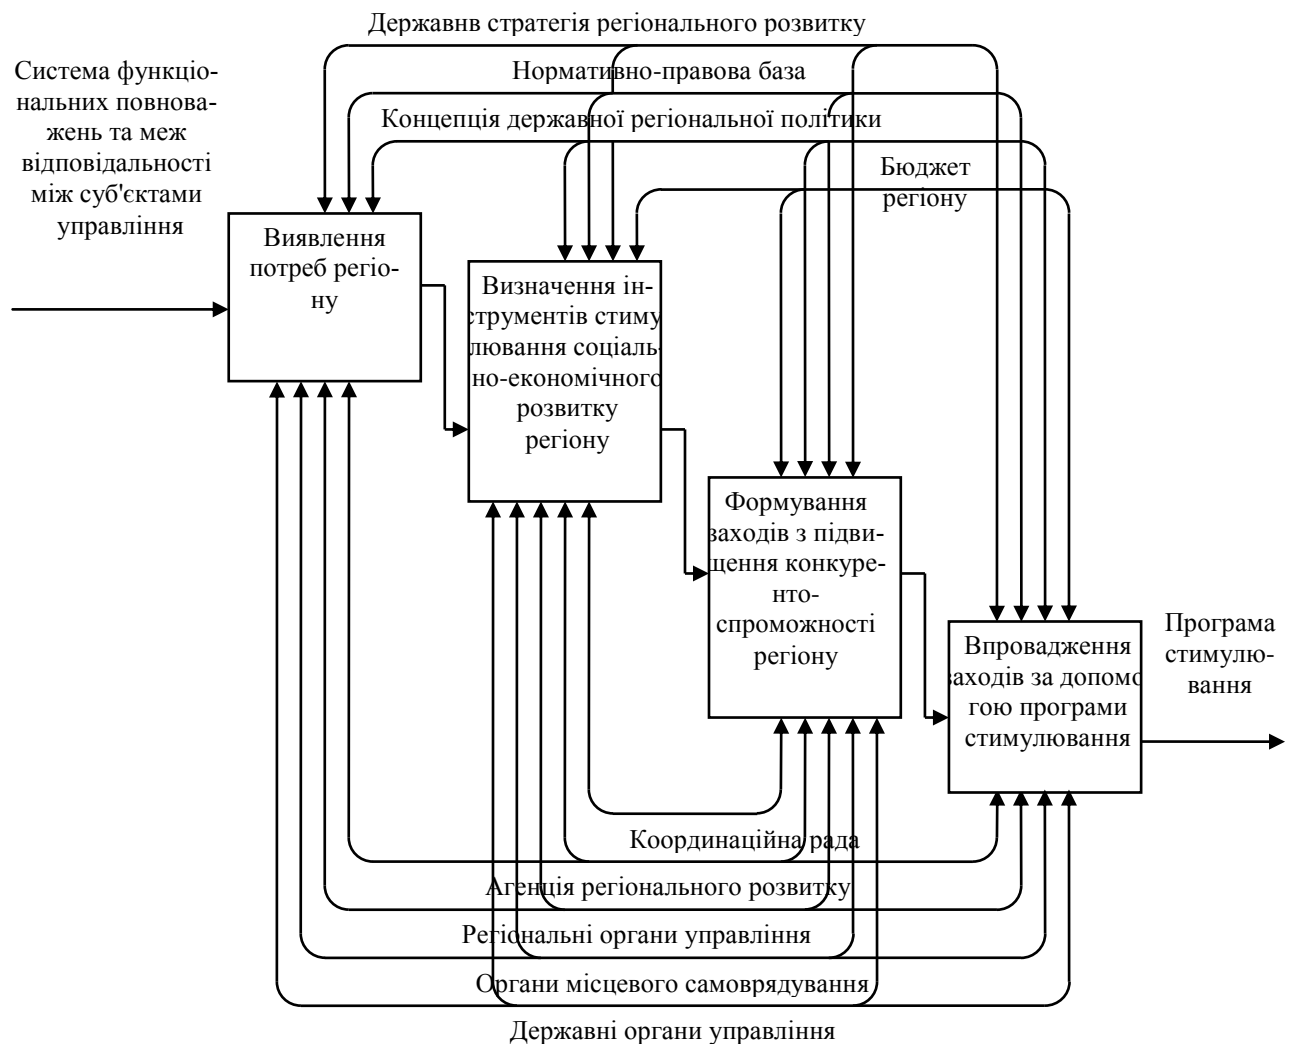 Державнв стратегія регіонального розвитку
Система функціо-
нальних повнова-
жень та меж
відповідальності
між суб'єктами
управління
Нормативно-правова база
Концепція державної регіональної політики
Бюджет
регіону
Виявлення
потреб регіо-
ну
Визначення ін-
струментів стиму
лювання соціаль-
но-економічного
розвитку
регіону
Формування
заходів з підви-
щення конкуре-
нто-
спроможності
регіону
Впровадження
заходів за допомо
гою програми
стимулювання
Програма
стимулю-
вання
Координаційна рада
Агенція регіонального розвитку
Регіональні органи управління
Органи місцевого самоврядування
Державні органи управління